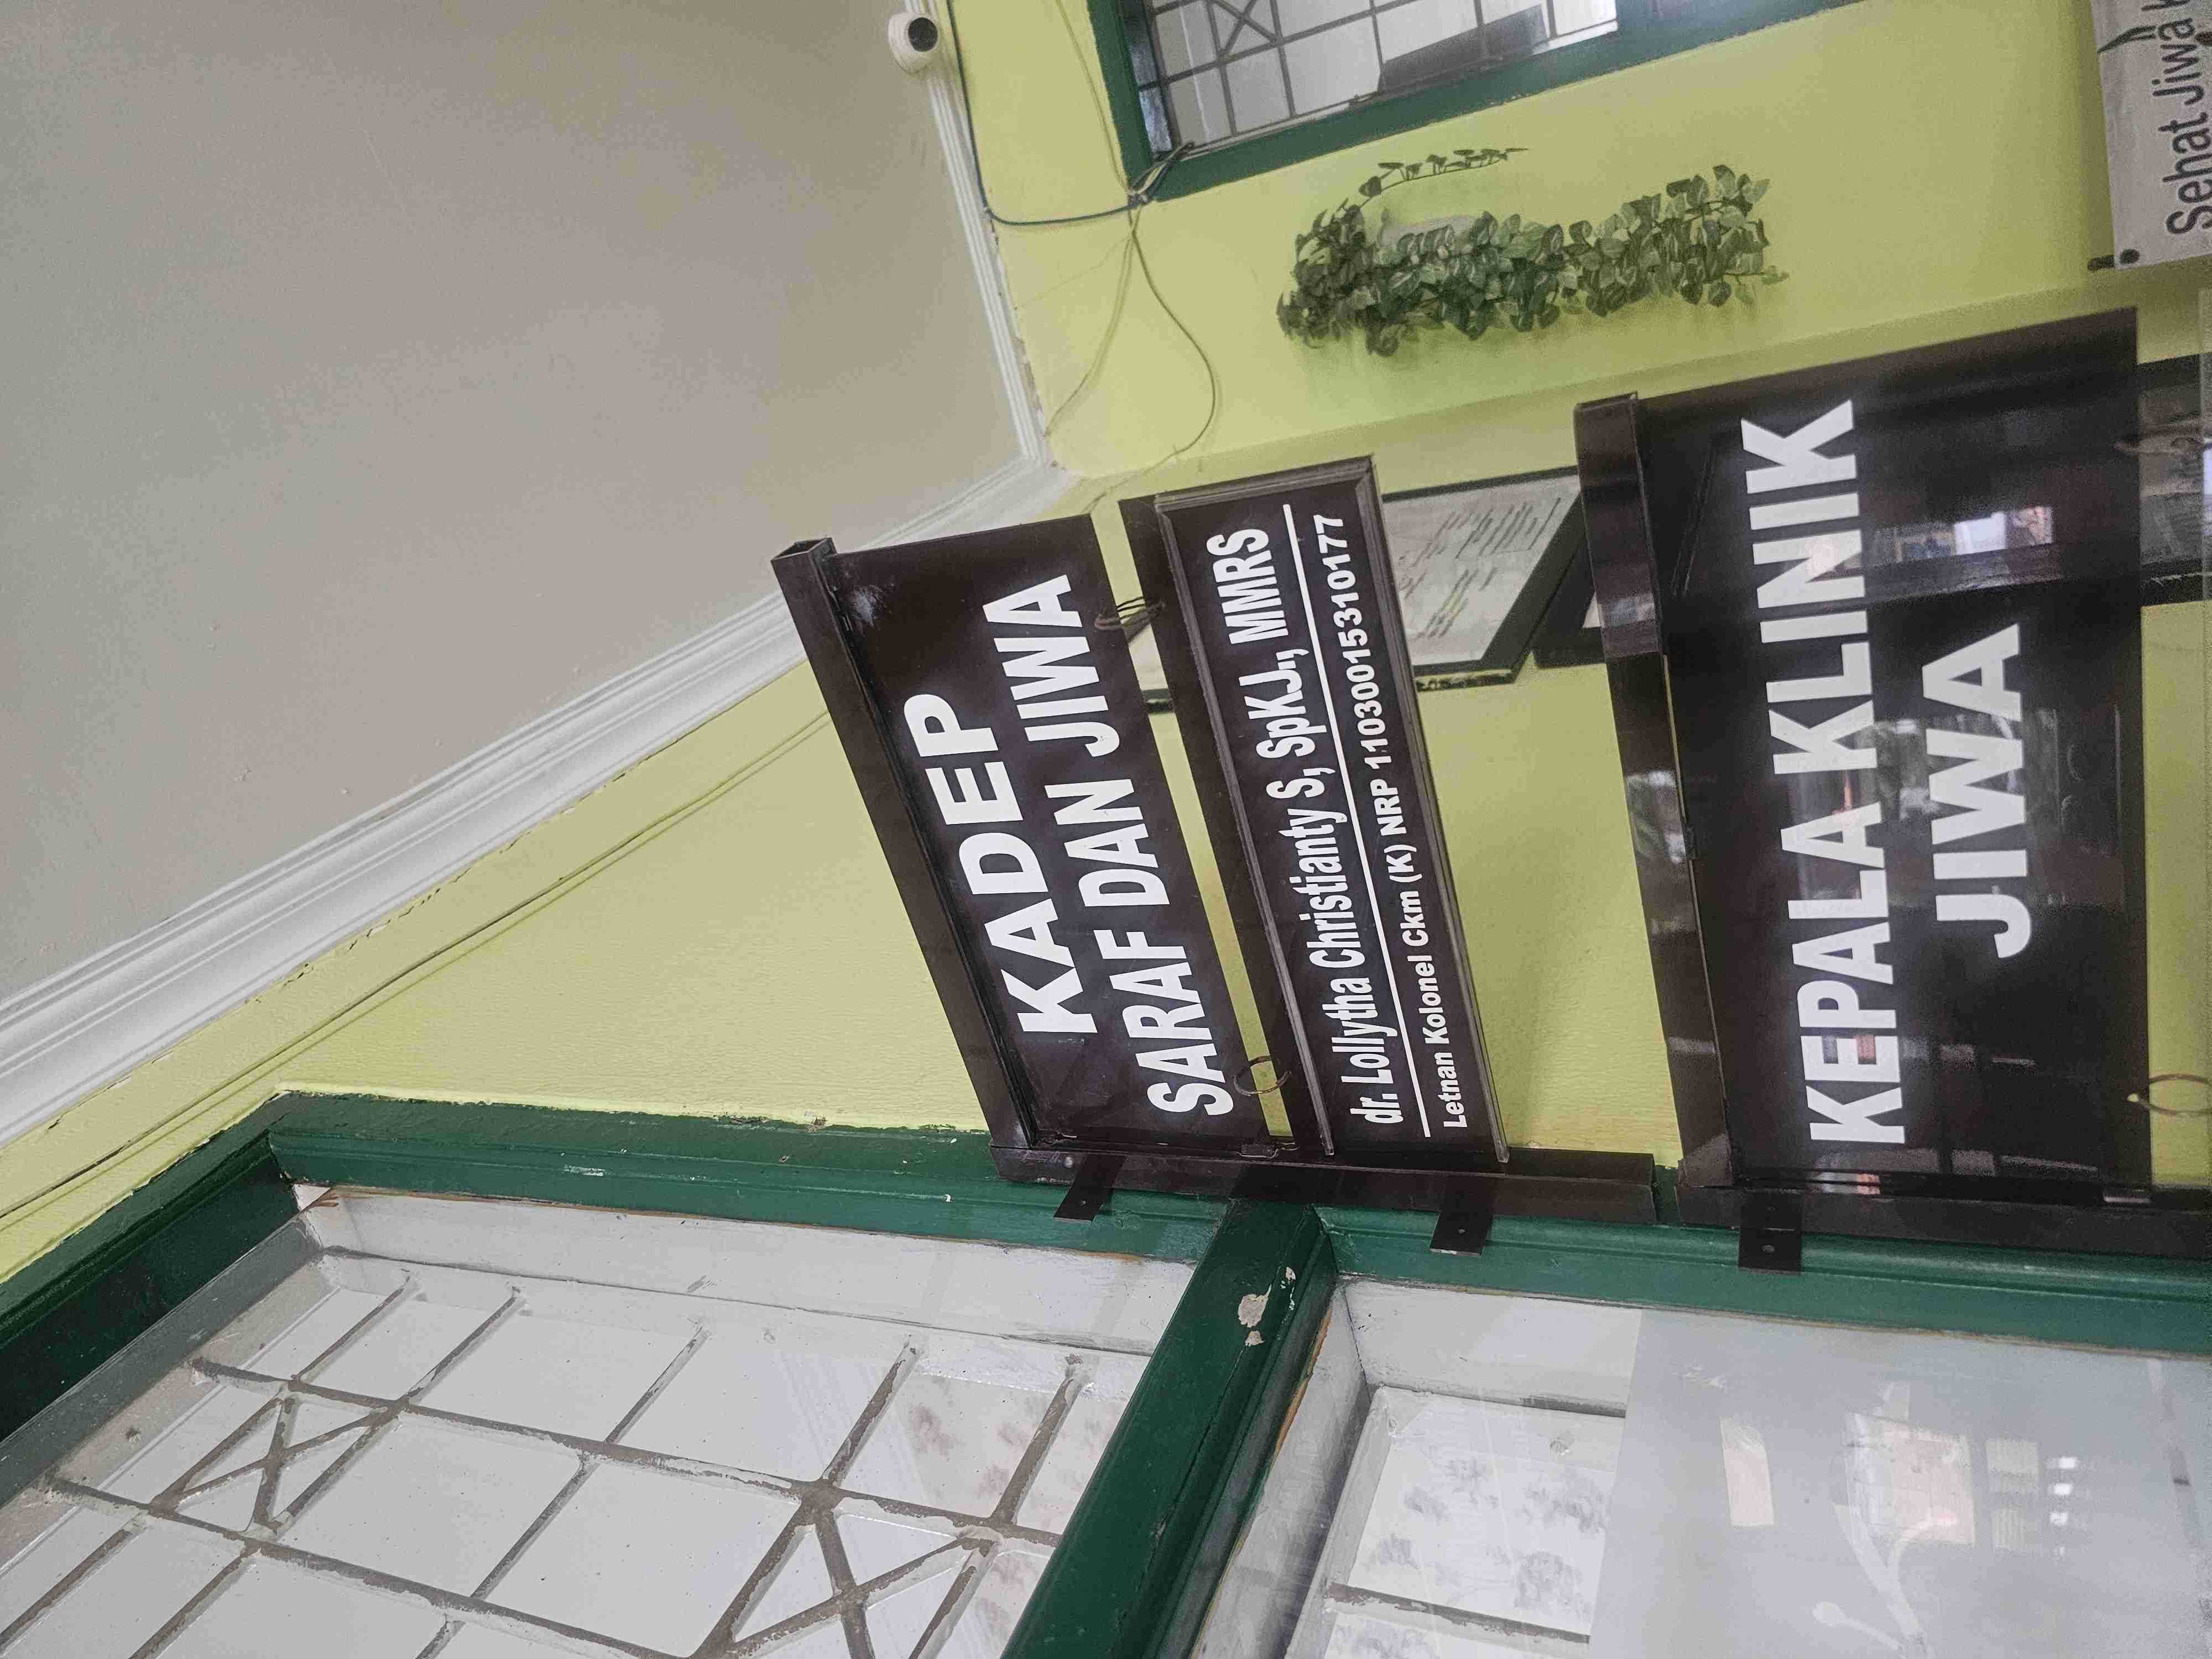 KADEP
SARAF DAN JIWA
dr. Lollytha Christianty S, SpKJ., MMRS
Letnan Kolonel Ckm (K) NRP 11030015310177
KEPALA KLINIK
JIWA
Sehat Jiwa